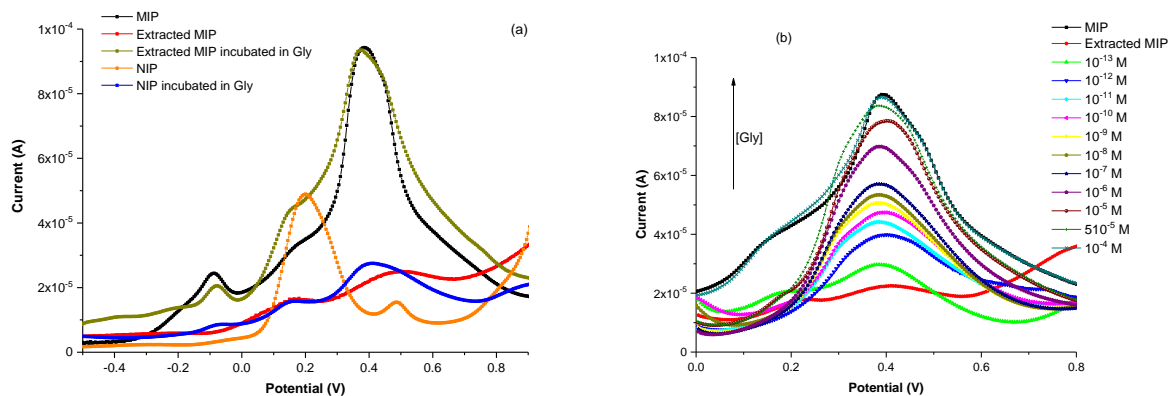 (a)
MIP
Extracted MIP
Extracted MIP incubated in Gly
NIP
NIP incubated in Gly
1x10⁻⁴
8x10⁻⁵
6x10⁻⁵
4x10⁻⁵
2x10⁻⁵
0
Current (A)
-0.4 -0.2 0.0 0.2 0.4 0.6 0.8
Potential (V)
(b)
[Gly]
1x10⁻⁴
8x10⁻⁵
6x10⁻⁵
4x10⁻⁵
2x10⁻⁵
0
Current (A)
0.0 0.2 0.4 0.6 0.8
Potential (V)
MIP
Extracted MIP
10⁻¹³ M
10⁻¹² M
10⁻¹¹ M
10⁻¹⁰ M
10⁻⁹ M
10⁻⁸ M
10⁻⁷ M
10⁻⁶ M
10⁻⁵ M
510⁻⁵ M
10⁻⁴ M